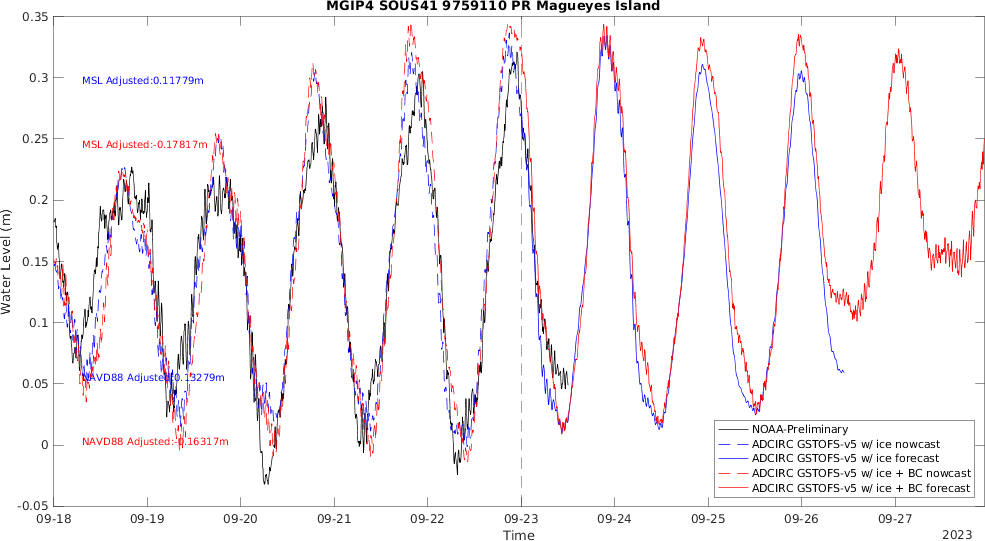 MGIP4 SOUS41 9759110 PR Magueyes Island
0.35
0.3
0.25
0.2
0.15
0.1
0.05
0
-0.05
Water Level (m)
MSL Adjusted:0.11779m
MSL Adjusted:-0.17817m
NAVD88 Adjusted:0.13279m
NAVD88 Adjusted:-0.16317m
NOAA-Preliminary
ADCIRC GSTOFS-v5 w/ ice nowcast
ADCIRC GSTOFS-v5 w/ ice forecast
ADCIRC GSTOFS-v5 w/ ice + BC nowcast
ADCIRC GSTOFS-v5 w/ ice + BC forecast
09-18 09-19 09-20 09-21 09-22 09-23 09-24 09-25 09-26 09-27
Time
2023